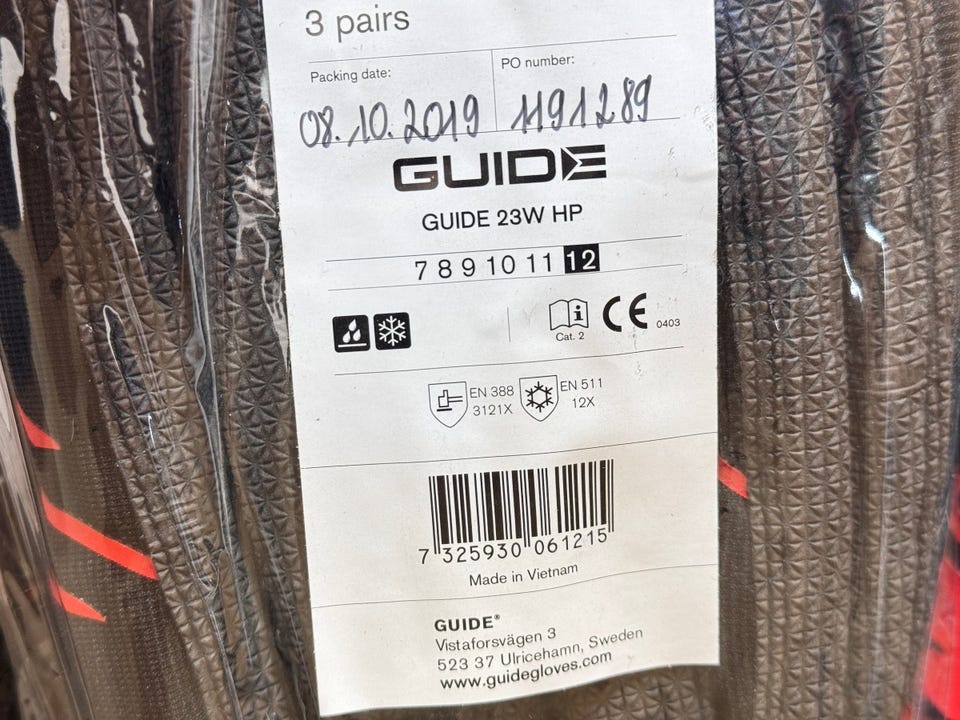 3 pairs
Packing date:
PO number:
08.10.2019
1191289
GUIDE
GUIDE 23W HP
7 8 9 10 11 12
Cat. 2
CE 0403
EN 388
3121X
EN 511
12X
7 325930 061215
Made in Vietnam
GUIDE®
Vistaforsvägen 3
523 37 Ulricehamn, Sweden
www.guidegloves.com